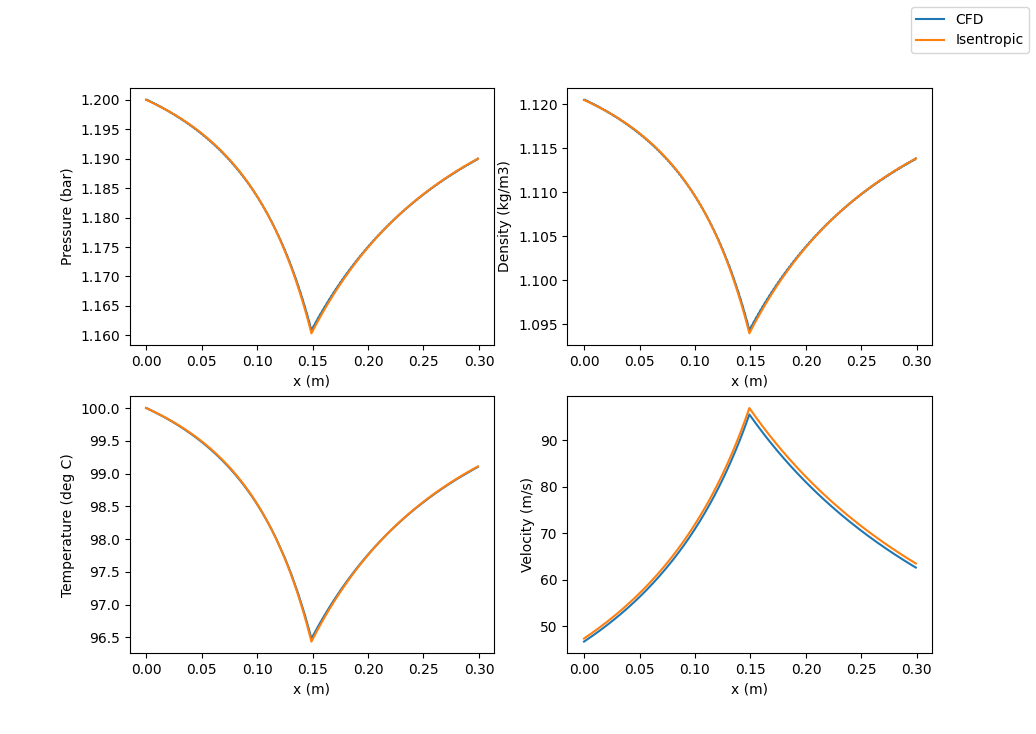 CFD
Isentropic
Pressure (bar)
1.200
1.195
1.190
1.185
1.180
1.175
1.170
1.165
1.160
0.00 0.05 0.10 0.15 0.20 0.25 0.30
x (m)
Density (kg/m3)
1.120
1.115
1.110
1.105
1.100
1.095
0.00 0.05 0.10 0.15 0.20 0.25 0.30
x (m)
Temperature (deg C)
100.0
99.5
99.0
98.5
98.0
97.5
97.0
96.5
0.00 0.05 0.10 0.15 0.20 0.25 0.30
x (m)
Velocity (m/s)
90
80
70
60
50
0.00 0.05 0.10 0.15 0.20 0.25 0.30
x (m)